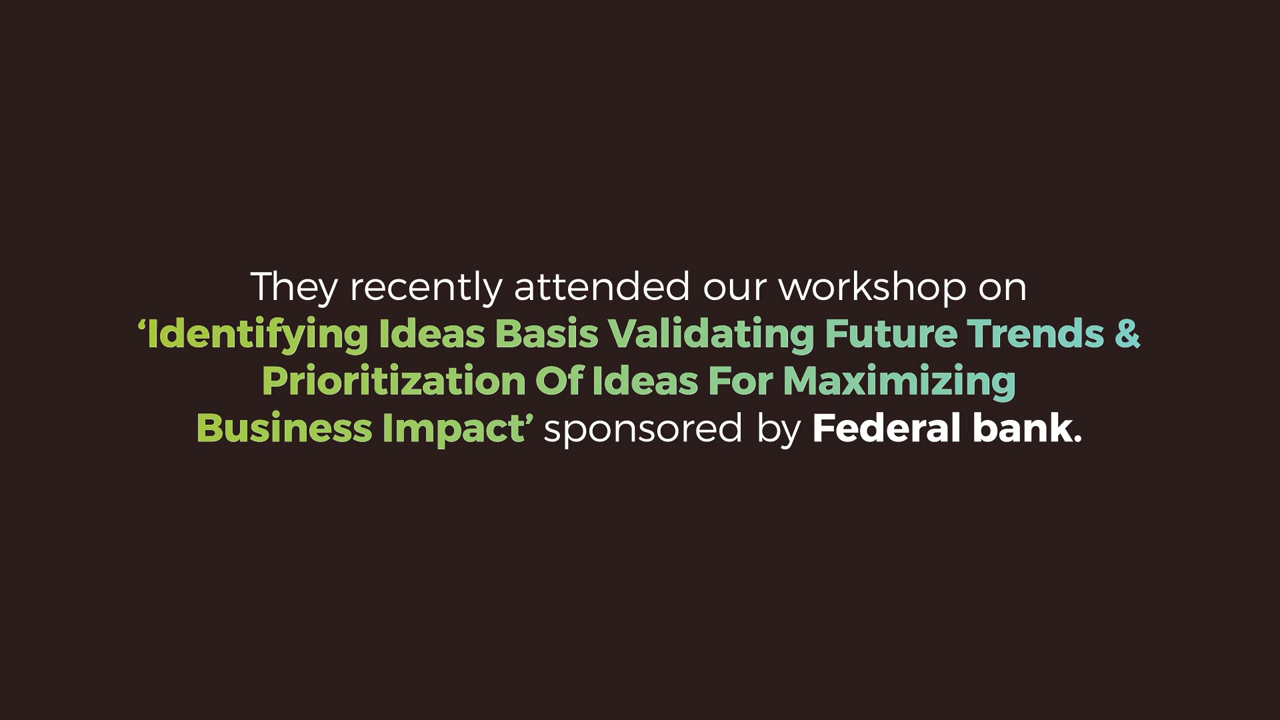 They recently attended our workshop on
‘Identifying Ideas Basis Validating Future Trends &
Prioritization Of Ideas For Maximizing
Business Impact’ sponsored by Federal bank.